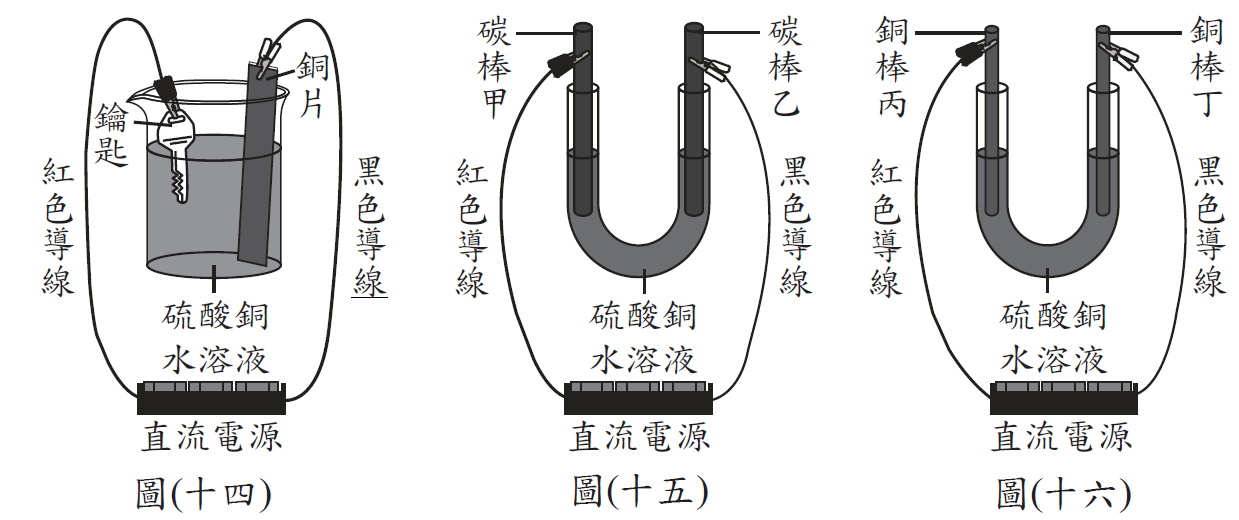 鑰匙
銅片
紅色導線
黑色導線
硫酸銅
水溶液
直流電源
圖(十四)
碳棒甲
碳棒乙
紅色導線
黑色導線
硫酸銅
水溶液
直流電源
圖(十五)
銅棒丙
銅棒丁
紅色導線
黑色導線
硫酸銅
水溶液
直流電源
圖(十六)